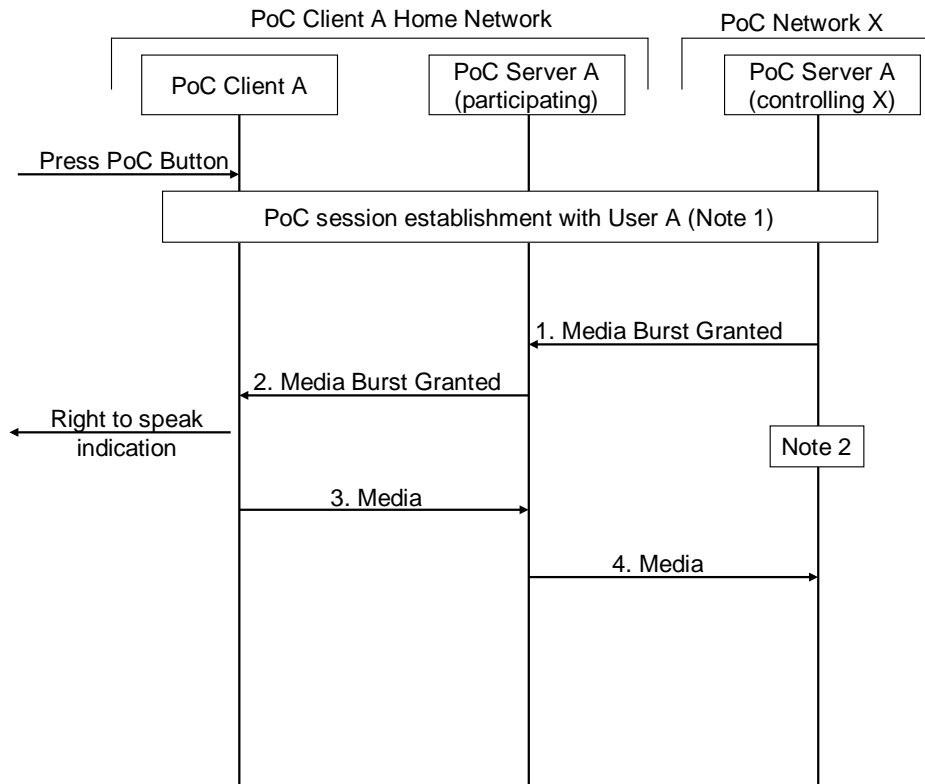 PoC Client A Home Network
PoC Network X
PoC Client A
PoC Server A
(participating)
PoC Server A
(controlling X)
Press PoC Button
PoC session establishment with User A (Note 1)
1. Media Burst Granted
2. Media Burst Granted
Right to speak
indication
Note 2
3. Media
4. Media